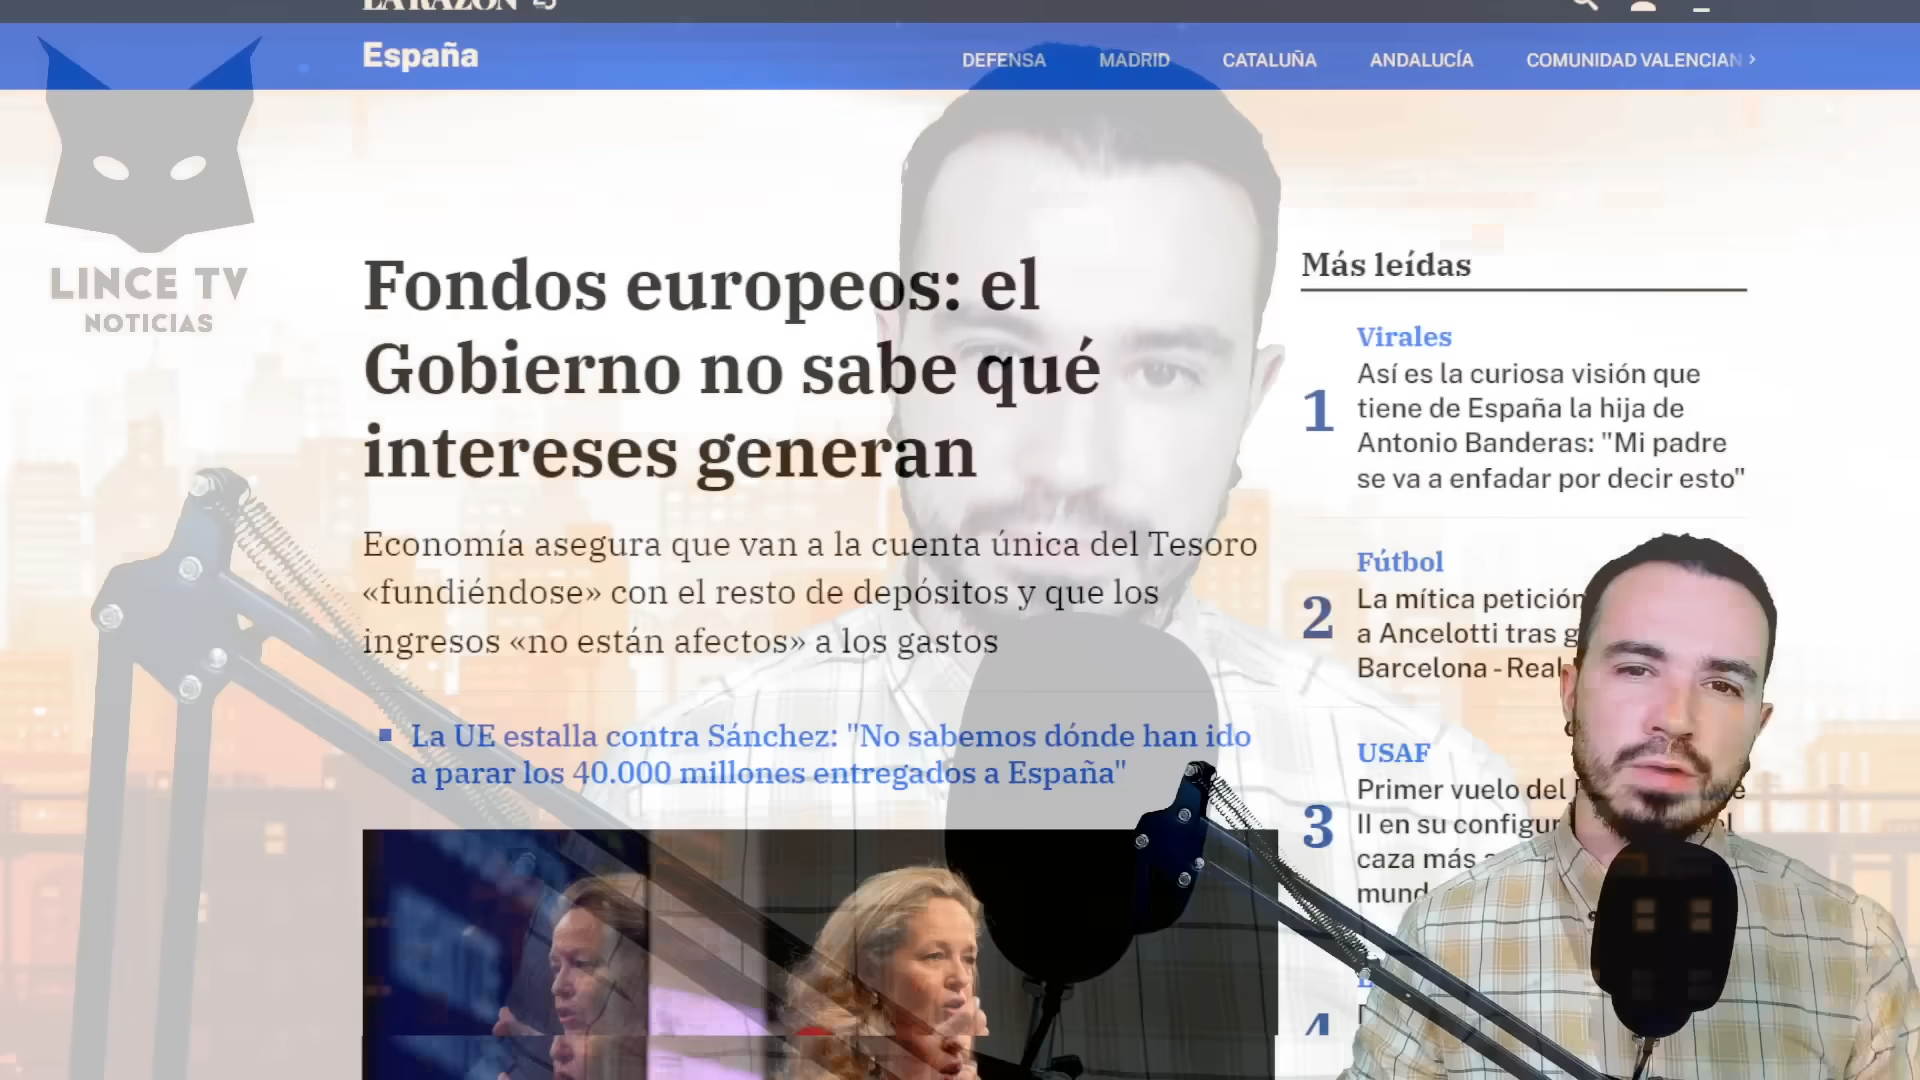 LA RAZÓN
España
DEFENSA
MADRID
CATALUÑA
ANDALUCÍA
COMUNIDAD VALENCIAN
LINCE TV
NOTICIAS
Fondos europeos: el
Gobierno no sabe qué
intereses generan
Economía asegura que van a la cuenta única del Tesoro
«fundiéndose» con el resto de depósitos y que los
ingresos «no están afectos» a los gastos
La UE estalla contra Sánchez: "No sabemos dónde han ido
a parar los 40.000 millones entregados a España"
Más leídas
1
Virales
Así es la curiosa visión que
tiene de España la hija de
Antonio Banderas: "Mi padre
se va a enfadar por decir esto"
2
Fútbol
La mítica petición
a Ancelotti tras
Barcelona - Real
3
USAF
Primer vuelo del
II en su
caza más
4